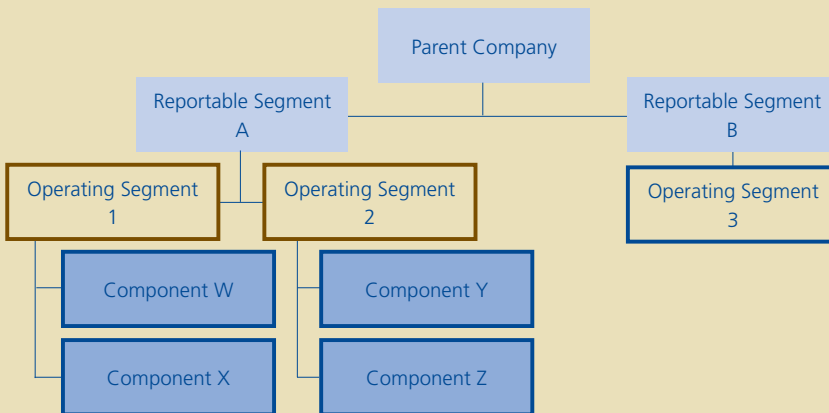 Parent Company
Reportable Segment
A
Reportable Segment
B
Operating Segment
1
Operating Segment
2
Operating Segment
3
Component W
Component Y
Component X
Component Z